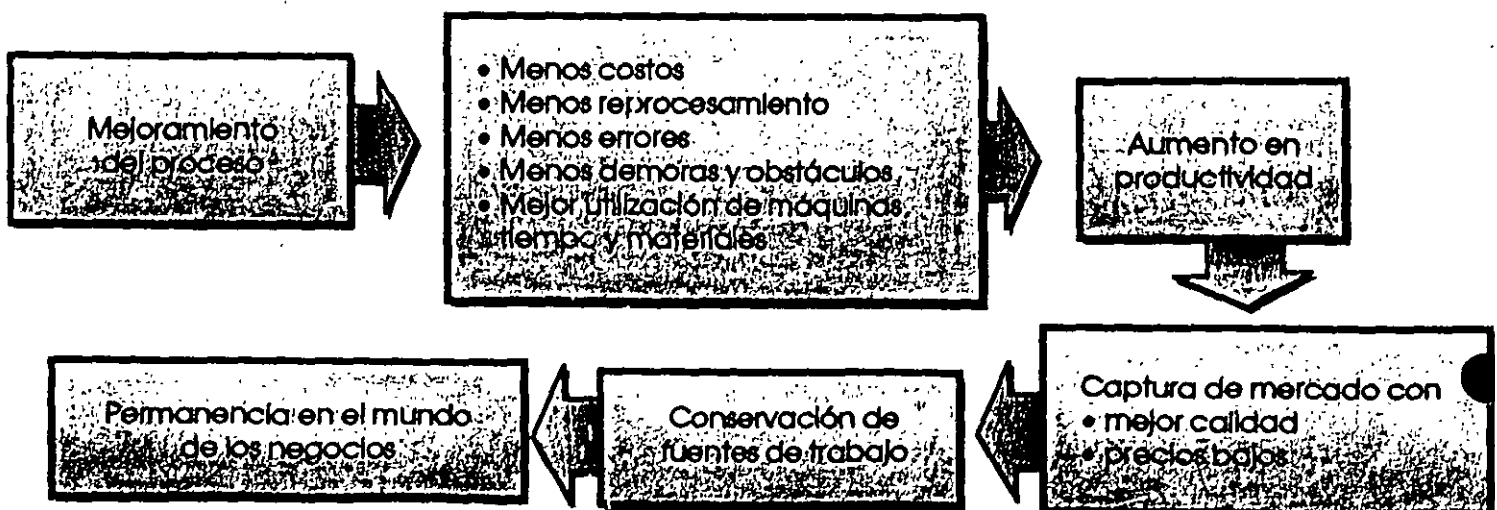 Mejoramiento
del proceso
• Menos costos
• Menos reprocesamiento
• Menos errores
• Menos demoras y obstáculos
• Mejor utilización de máquinas,
tiempo y materiales
Aumento en
productividad
Captura de mercado con
• mejor calidad
• precios bajos
Conservación de
fuentes de trabajo
Permanencia en el mundo
de los negocios